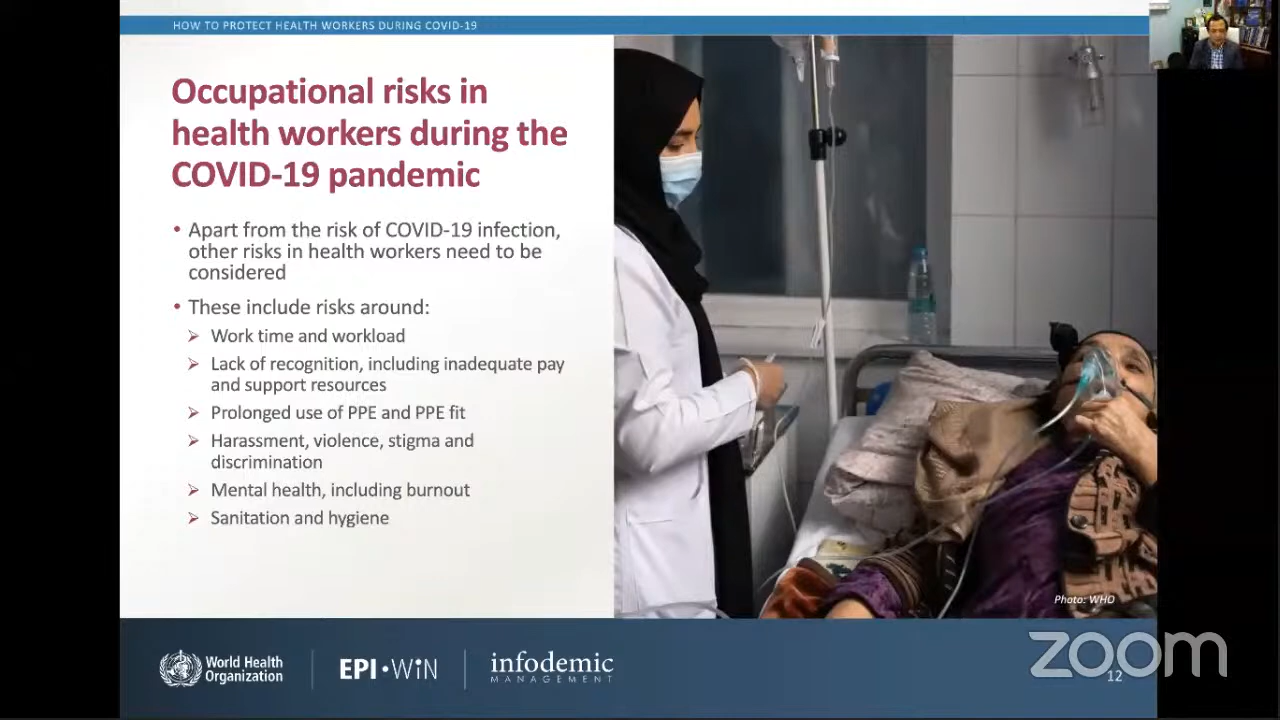 HOW TO PROTECT HEALTH WORKERS DURING COVID-19
Occupational risks in
health workers during the
COVID-19 pandemic
• Apart from the risk of COVID-19 infection,
other risks in health workers need to be
considered
• These include risks around:
➢ Work time and workload
➢ Lack of recognition, including inadequate pay
and support resources
➢ Prolonged use of PPE and PPE fit
➢ Harassment, violence, stigma and
discrimination
➢ Mental health, including burnout
➢ Sanitation and hygiene
Photo: WHO
World Health
Organization
EPI•WiN
infodemic
MANAGEMENT
zoom
12